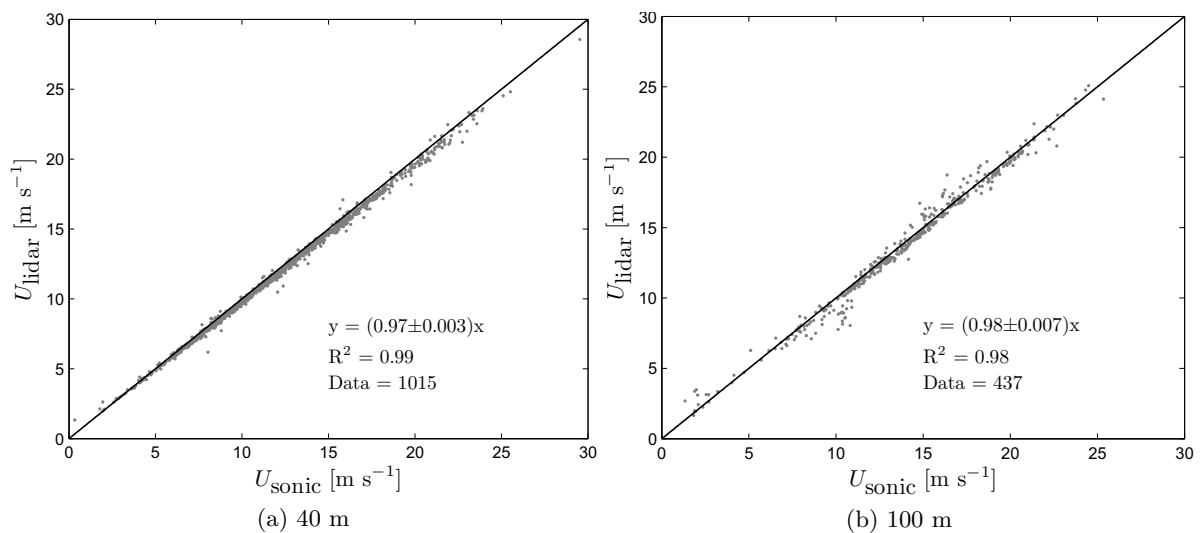 30
25
20
15
10
5
0
U_lidar [m s⁻¹]
y = (0.97±0.003)x
R² = 0.99
Data = 1015
0 5 10 15 20 25 30
U_sonic [m s⁻¹]
(a) 40 m
30
25
20
15
10
5
0
U_lidar [m s⁻¹]
y = (0.98±0.007)x
R² = 0.98
Data = 437
0 5 10 15 20 25 30
U_sonic [m s⁻¹]
(b) 100 m